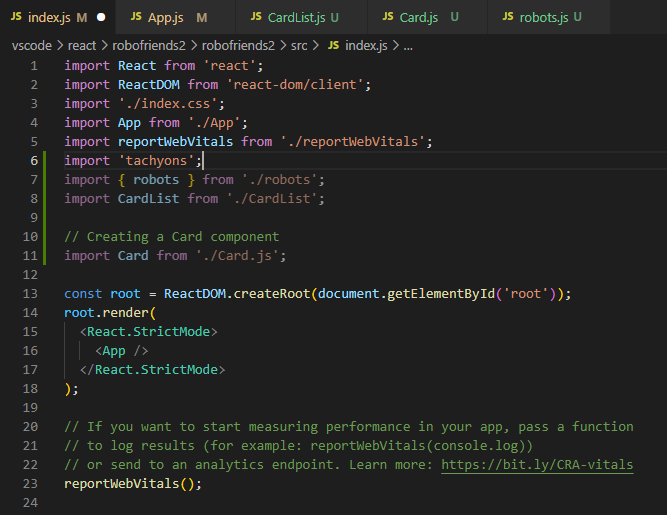 JS index.js M JS App.js M JS CardList.js U JS Card.js U JS robots.js U
vscode > react > robofriends2 > robofriends2 > src > JS index.js > ...
1 import React from 'react';
2 import ReactDOM from 'react-dom/client';
3 import './index.css';
4 import App from './App';
5 import reportWebVitals from './reportWebVitals';
6 import 'tachyons';
7 import { robots } from './robots';
8 import CardList from './CardList';
9
10 // Creating a Card component
11 import Card from './Card.js';
12
13 const root = ReactDOM.createRoot(document.getElementById('root'));
14 root.render(
15 <React.StrictMode>
16 <App />
17 </React.StrictMode>
18 );
19
20 // If you want to start measuring performance in your app, pass a function
21 // to log results (for example: reportWebVitals(console.log))
22 // or send to an analytics endpoint. Learn more: https://bit.ly/CRA-vitals
23 reportWebVitals();
24